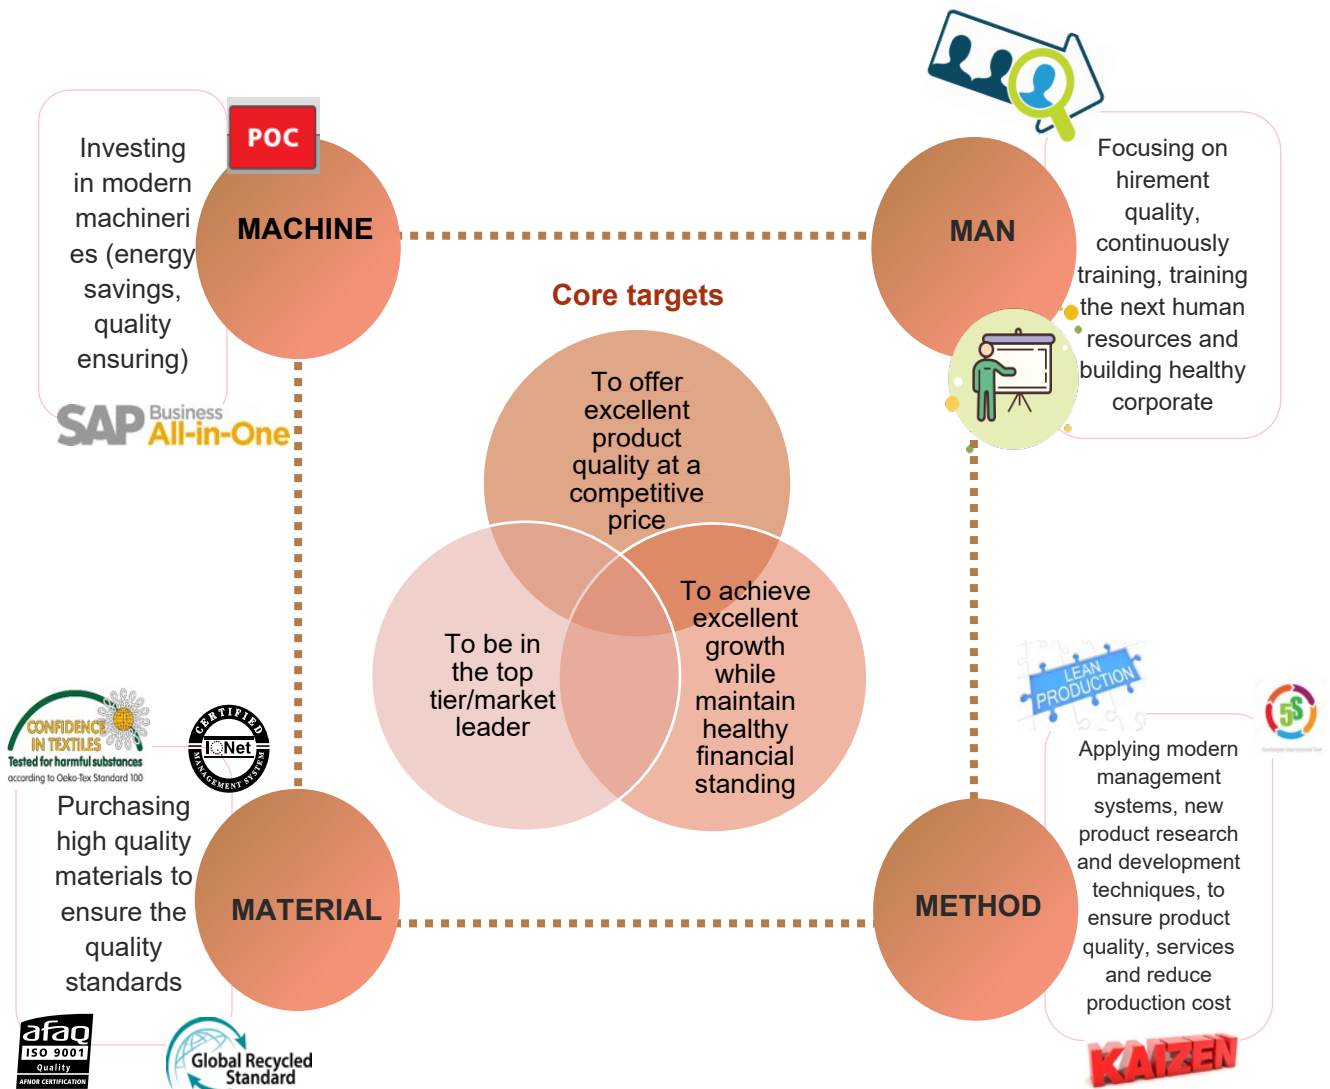 POC
Investing
in modern
machineri
es (energy
savings,
quality
ensuring)
MACHINE
SAP Business
All-in-One
MAN
Focusing on
hirement
quality,
continuously
training, training
the next human
resources and
building healthy
corporate
Core targets
To offer
excellent
product
quality at a
competitive
price
To be in
the top
tier/market
leader
To achieve
excellent
growth
while
maintain
healthy
financial
standing
CONFIDENCE
IN TEXTILES
Tested for harmful substances
according to Oeko-Tex Standard 100
CERTIFIED
IQNet
MANAGEMENT SYSTEM
Purchasing
high quality
materials to
ensure the
quality
standards
MATERIAL
afaq
ISO 9001
Quality
AFNOR CERTIFICATION
Global Recycled
Standard
LEAN
PRODUCTION
5S
METHOD
Applying modern
management
systems, new
product research
and development
techniques, to
ensure product
quality, services
and reduce
production cost
KAIZEN